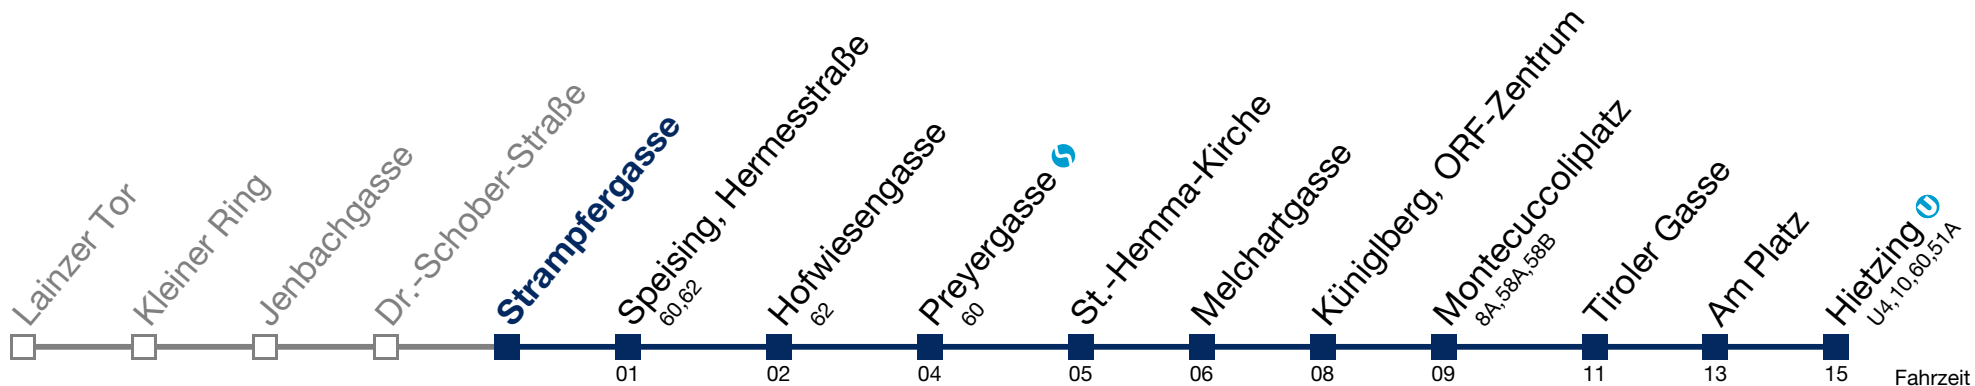 Lainzer Tor
Kleiner Ring
Jenbachgasse
Dr.-Schober-Straße
Strampfergasse
Speising, Hermesstraße
60,62
Hofwiesengasse
62
Preyergasse
60
St.-Hemma-Kirche
Melchartgasse
Küniglberg, ORF-Zentrum
Montecuccoliplatz
8A,58A,58B
Tiroler Gasse
Am Platz
Hietzing U
U4,10,60,51A
01 02 04 05 06 08 09 11 13 15 Fahrzeit